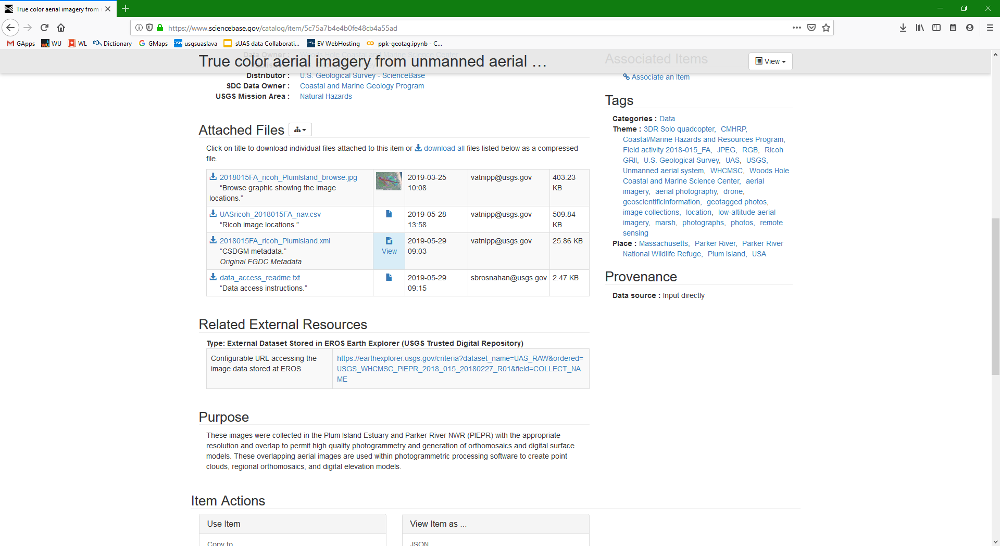 True color aerial imagery from
https://www.sciencebase.gov/catalog/item/5c75a7b4e4b0fe48cb4a55ad
GApps WU WL Dictionary GMaps usgsuaslava sUAS data Collaborati... EV WebHosting ppk-geotag.ipynb - C...
Data Owner : Woods Hole Coastal and Marine Science Center
True color aerial imagery from unmanned aerial …
Associated Items
View
Distributor : U.S. Geological Survey - ScienceBase
SDC Data Owner : Coastal and Marine Geology Program
USGS Mission Area : Natural Hazards
Associate an Item
Attached Files
Click on title to download individual files attached to this item or download all files listed below as a compressed
file.
2018015FA_ricoh_PlumIsland_browse.jpg 2019-03-25 vatnipp@usgs.gov 403.23
“Browse graphic showing the image 10:08 KB
locations.”
UASricoh_2018015FA_nav.csv 2019-05-28 vatnipp@usgs.gov 509.84
“Ricoh image locations.” 13:58 KB
2018015FA_ricoh_PlumIsland.xml 2019-05-29 vatnipp@usgs.gov 25.86 KB
“CSDGM metadata.” View 09:03
Original FGDC Metadata
data_access_readme.txt 2019-05-29 sbrosnahan@usgs.gov 2.47 KB
“Data access instructions.” 09:15
Related External Resources
Type: External Dataset Stored in EROS Earth Explorer (USGS Trusted Digital Repository)
Configurable URL accessing the https://earthexplorer.usgs.gov/criteria?dataset_name=UAS_RAW&ordered=
image data stored at EROS USGS_WHCMSC_PIEPR_2018_015_20180227_R01&field=COLLECT_NA
ME
Purpose
These images were collected in the Plum Island Estuary and Parker River NWR (PIEPR) with the appropriate
resolution and overlap to permit high quality photogrammetry and generation of orthomosaics and digital surface
models. These overlapping aerial images are used within photogrammetric processing software to create point
clouds, regional orthomosaics, and digital elevation models.
Item Actions
Use Item
Copy to
View Item as ...
JSON
Tags
Categories : Data
Theme : 3DR Solo quadcopter, CMHRP,
Coastal/Marine Hazards and Resources Program,
Field activity 2018-015_FA, JPEG, RGB, Ricoh
GRII, U.S. Geological Survey, UAS, USGS,
Unmanned aerial system, WHCMSC, Woods Hole
Coastal and Marine Science Center, aerial
imagery, aerial photography, drone,
geoscientificInformation, geotagged photos,
image collections, location, low-altitude aerial
imagery, marsh, photographs, photos, remote
sensing
Place : Massachusetts, Parker River, Parker River
National Wildlife Refuge, Plum Island, USA
Provenance
Data source : Input directly